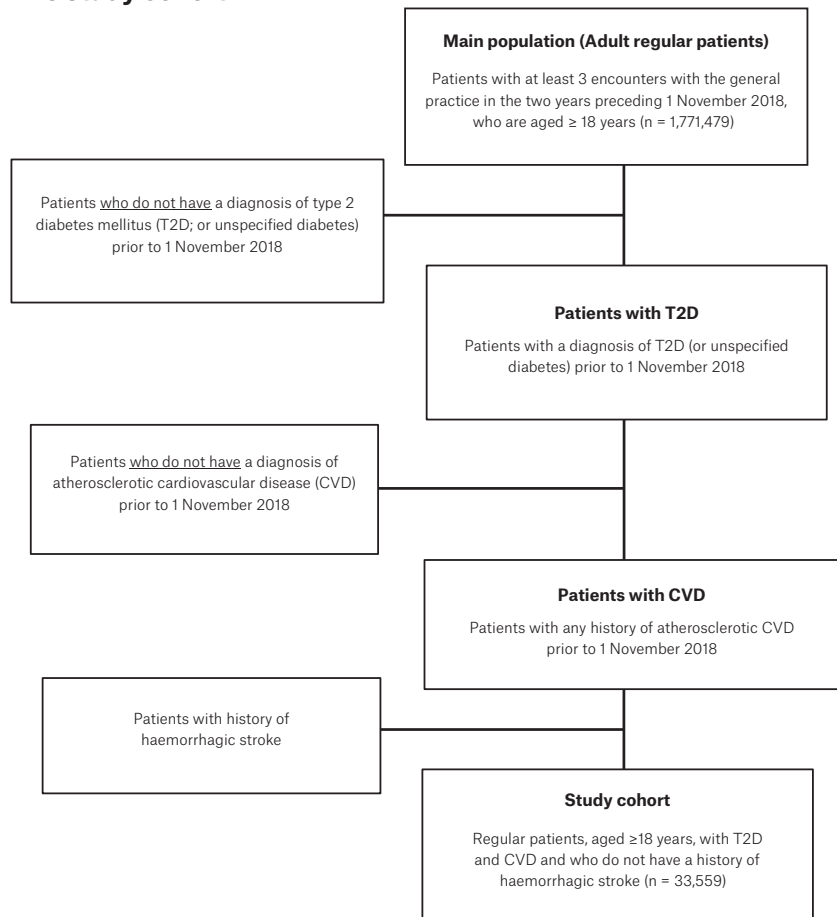 Main population (Adult regular patients)
Patients with at least 3 encounters with the general
practice in the two years preceding 1 November 2018,
who are aged ≥ 18 years (n = 1,771,479)
Patients who do not have a diagnosis of type 2
diabetes mellitus (T2D; or unspecified diabetes)
prior to 1 November 2018
Patients with T2D
Patients with a diagnosis of T2D (or unspecified
diabetes) prior to 1 November 2018
Patients who do not have a diagnosis of
atherosclerotic cardiovascular disease (CVD)
prior to 1 November 2018
Patients with CVD
Patients with any history of atherosclerotic CVD
prior to 1 November 2018
Patients with history of
haemorrhagic stroke
Study cohort
Regular patients, aged ≥18 years, with T2D
and CVD and who do not have a history of
haemorrhagic stroke (n = 33,559)